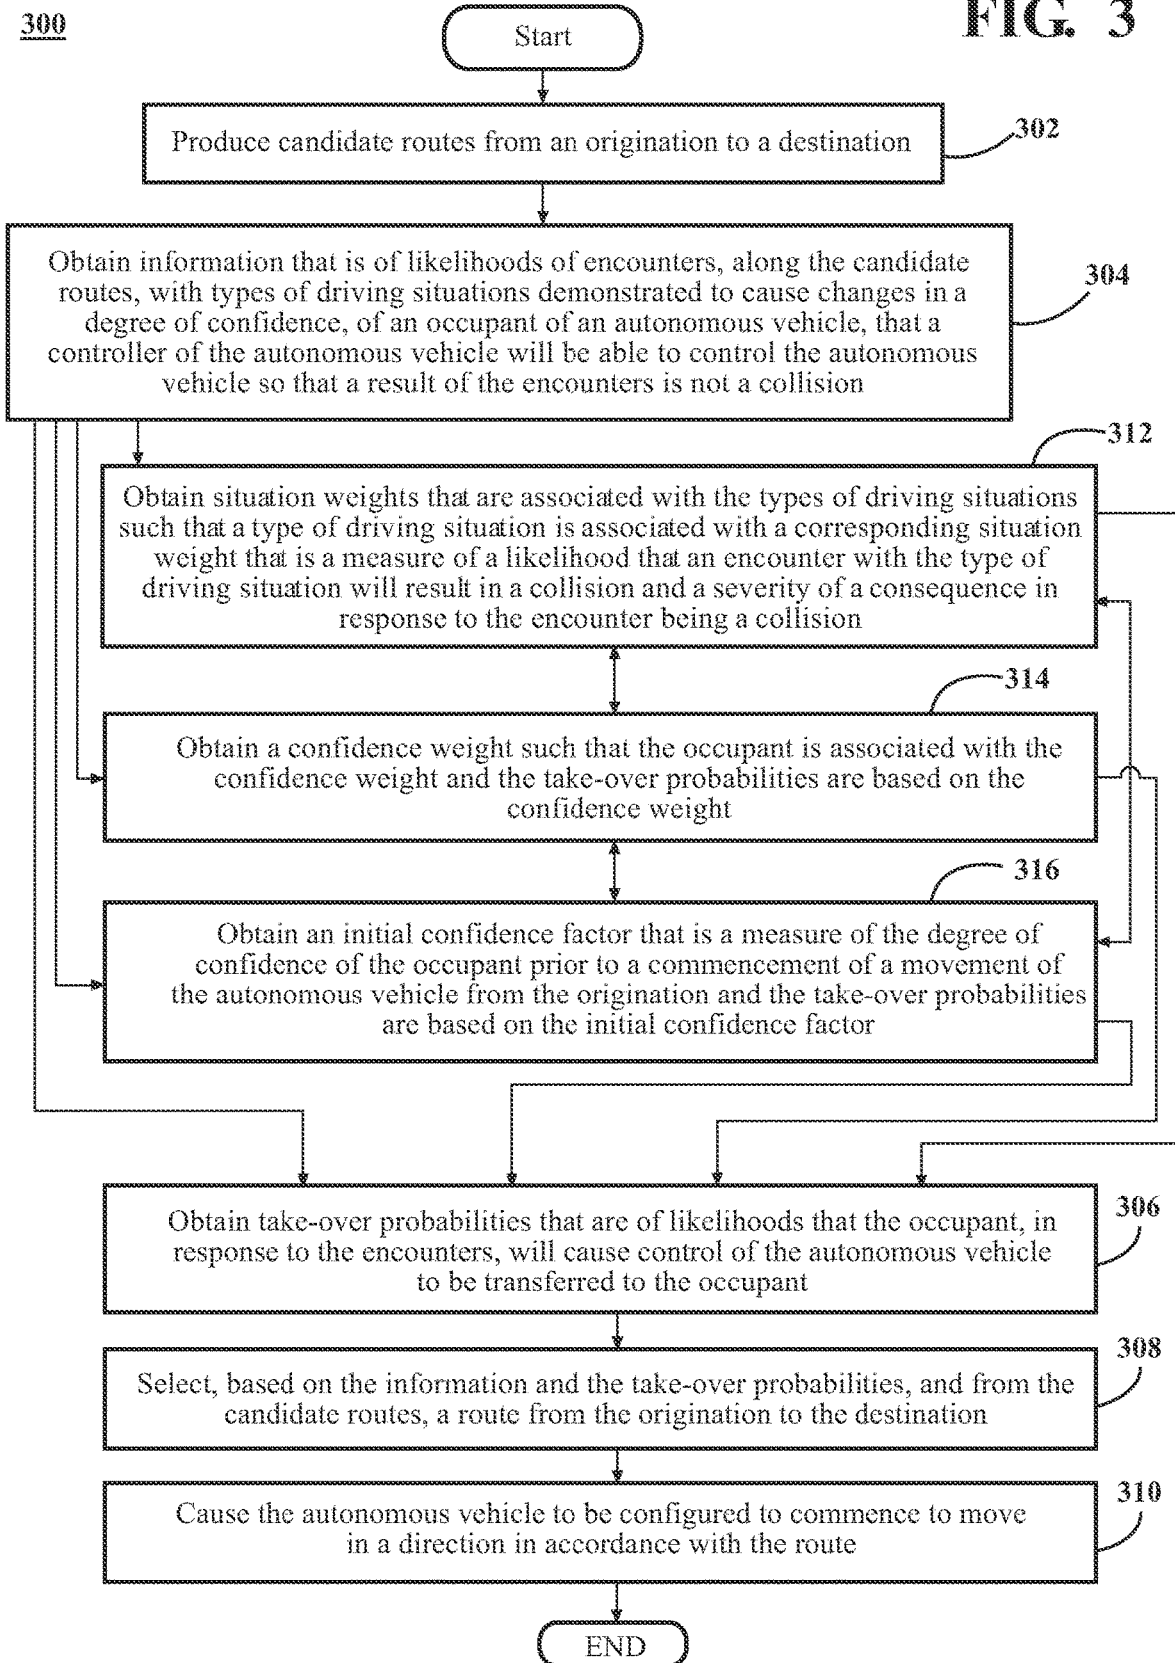 300
FIG. 3
Start
Produce candidate routes from an origination to a destination
302
Obtain information that is of likelihoods of encounters, along the candidate
routes, with types of driving situations demonstrated to cause changes in a
degree of confidence, of an occupant of an autonomous vehicle, that a
controller of the autonomous vehicle will be able to control the autonomous
vehicle so that a result of the encounters is not a collision
304
312
Obtain situation weights that are associated with the types of driving situations
such that a type of driving situation is associated with a corresponding situation
weight that is a measure of a likelihood that an encounter with the type of
driving situation will result in a collision and a severity of a consequence in
response to the encounter being a collision
314
Obtain a confidence weight such that the occupant is associated with the
confidence weight and the take-over probabilities are based on the
confidence weight
316
Obtain an initial confidence factor that is a measure of the degree of
confidence of the occupant prior to a commencement of a movement of
the autonomous vehicle from the origination and the take-over probabilities
are based on the initial confidence factor
Obtain take-over probabilities that are of likelihoods that the occupant, in
response to the encounters, will cause control of the autonomous vehicle
to be transferred to the occupant
306
Select, based on the information and the take-over probabilities, and from the
candidate routes, a route from the origination to the destination
308
Cause the autonomous vehicle to be configured to commence to move
in a direction in accordance with the route
310
END